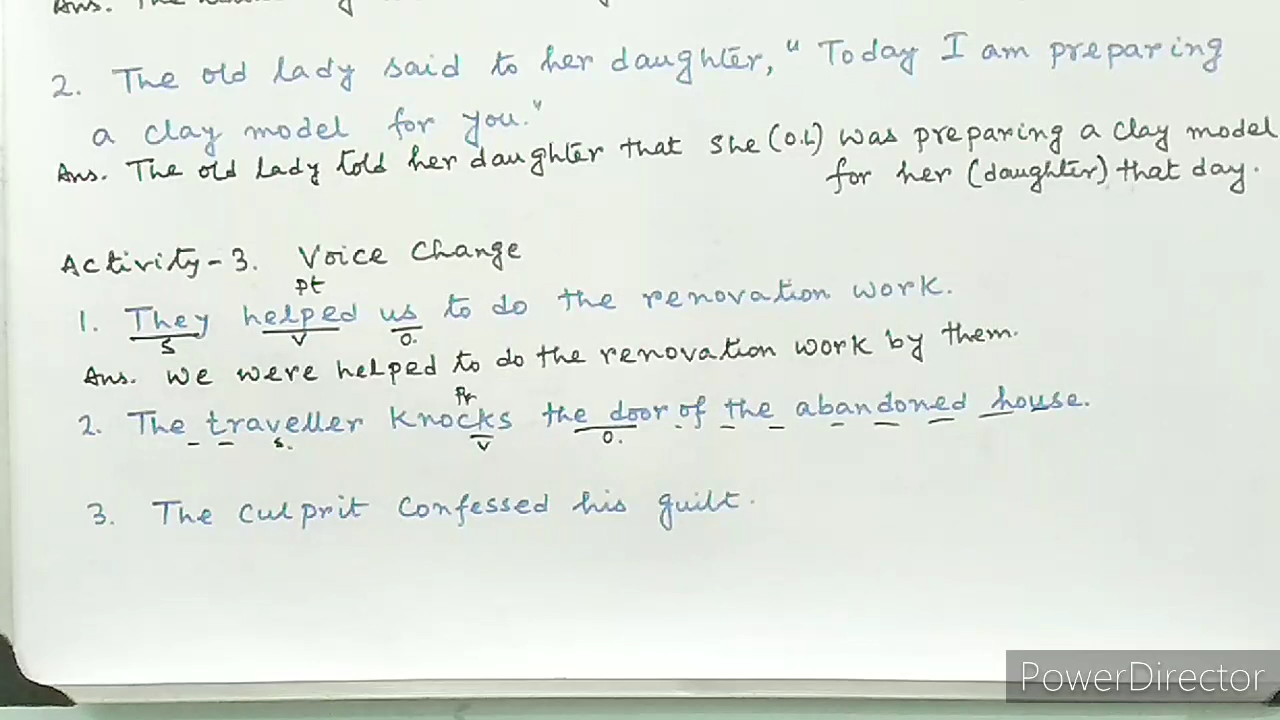 Ans. The
2. The old lady said to her daughter, " Today I am preparing
a clay model for you."
Ans. The old lady told her daughter that she (O.L) was preparing a clay model
for her (daughter) that day.
Activity-3. Voice Change
pt
1. They helped us to do the renovation work.
S V O.
Ans. We were helped to do the renovation work by them.
Pr
2. The traveller knocks the door of the abandoned house.
S. V O.
3. The culprit confessed his guilt.
PowerDirector